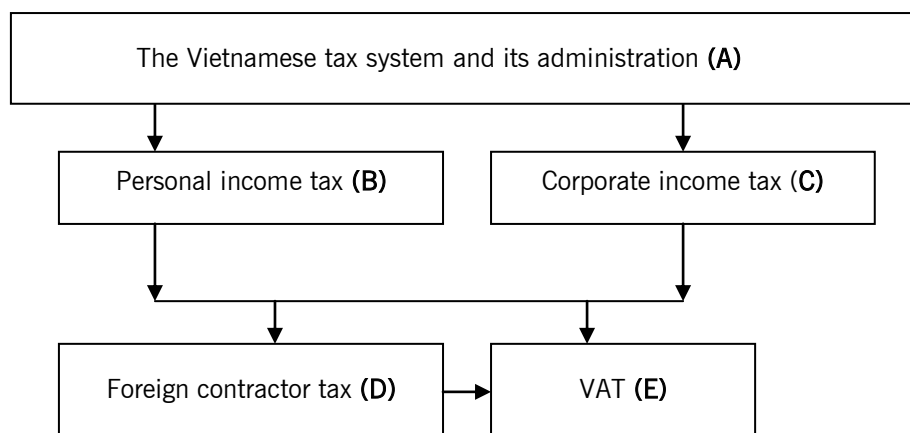 The Vietnamese tax system and its administration (A)
Personal income tax (B)
Corporate income tax (C)
Foreign contractor tax (D)
VAT (E)